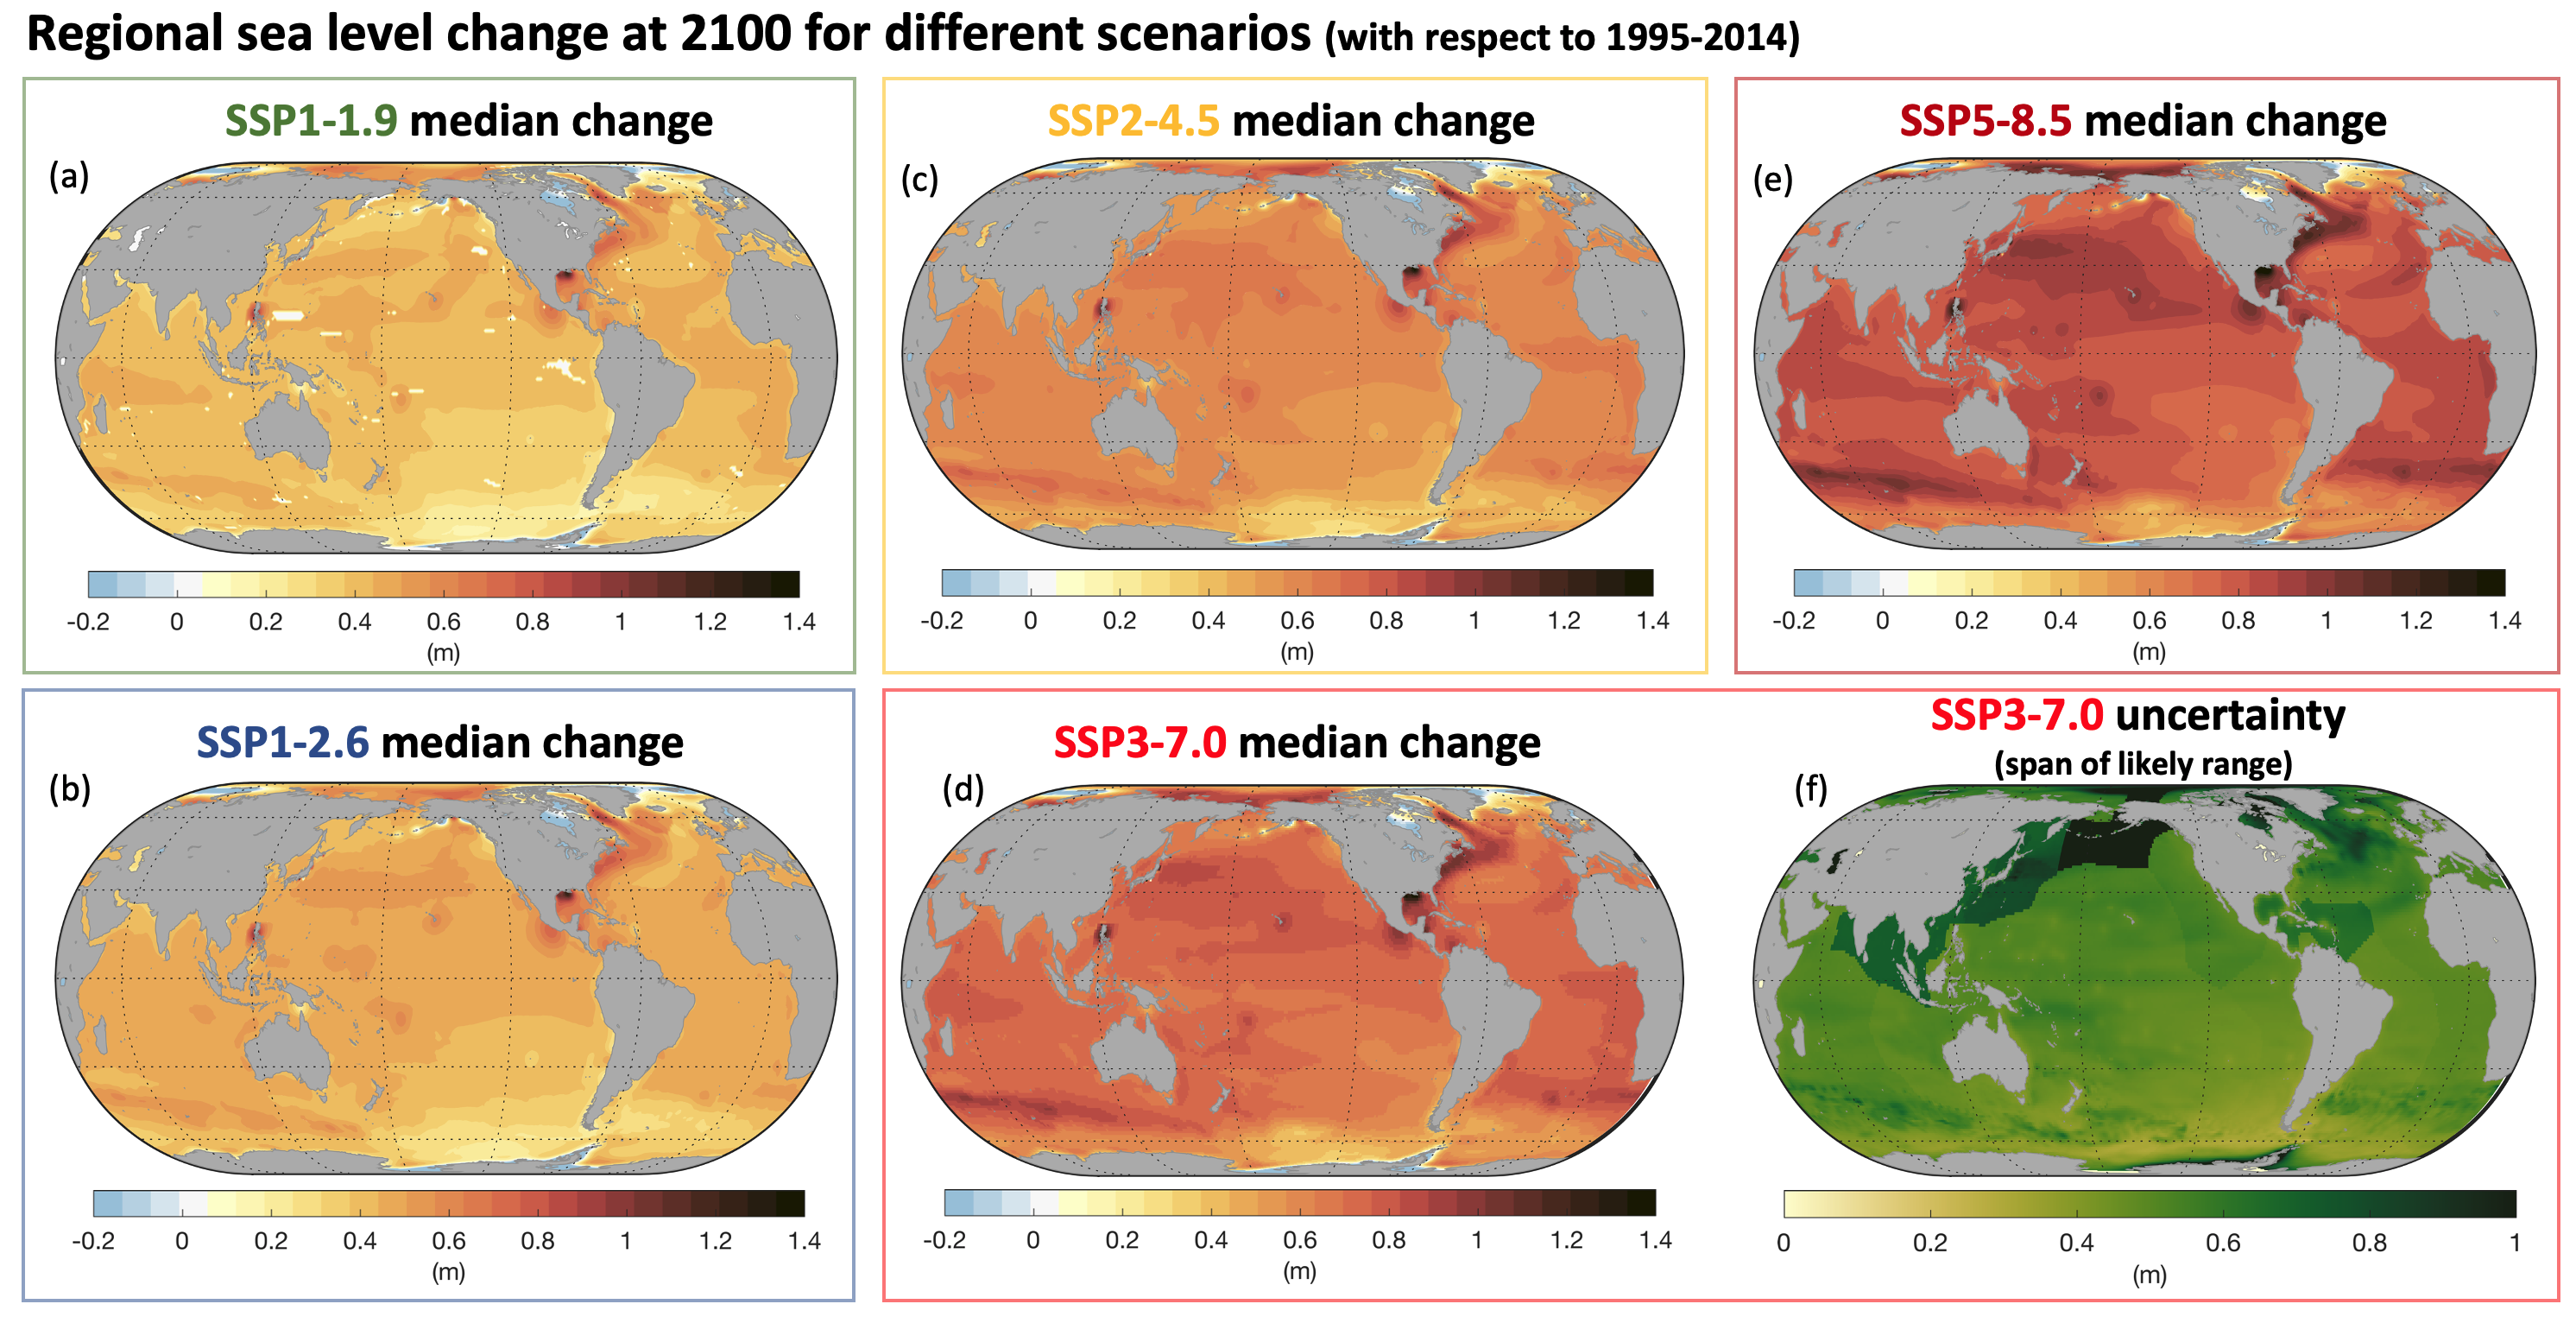 Regional sea level change at 2100 for different scenarios (with respect to 1995-2014)
SSP1-1.9 median change
(a)
-0.2 0 0.2 0.4 0.6 0.8 1 1.2 1.4
(m)
SSP2-4.5 median change
(c)
-0.2 0 0.2 0.4 0.6 0.8 1 1.2 1.4
(m)
SSP5-8.5 median change
(e)
-0.2 0 0.2 0.4 0.6 0.8 1 1.2 1.4
(m)
SSP1-2.6 median change
(b)
-0.2 0 0.2 0.4 0.6 0.8 1 1.2 1.4
(m)
SSP3-7.0 median change
(d)
-0.2 0 0.2 0.4 0.6 0.8 1 1.2 1.4
(m)
SSP3-7.0 uncertainty
(span of likely range)
(f)
0 0.2 0.4 0.6 0.8 1
(m)